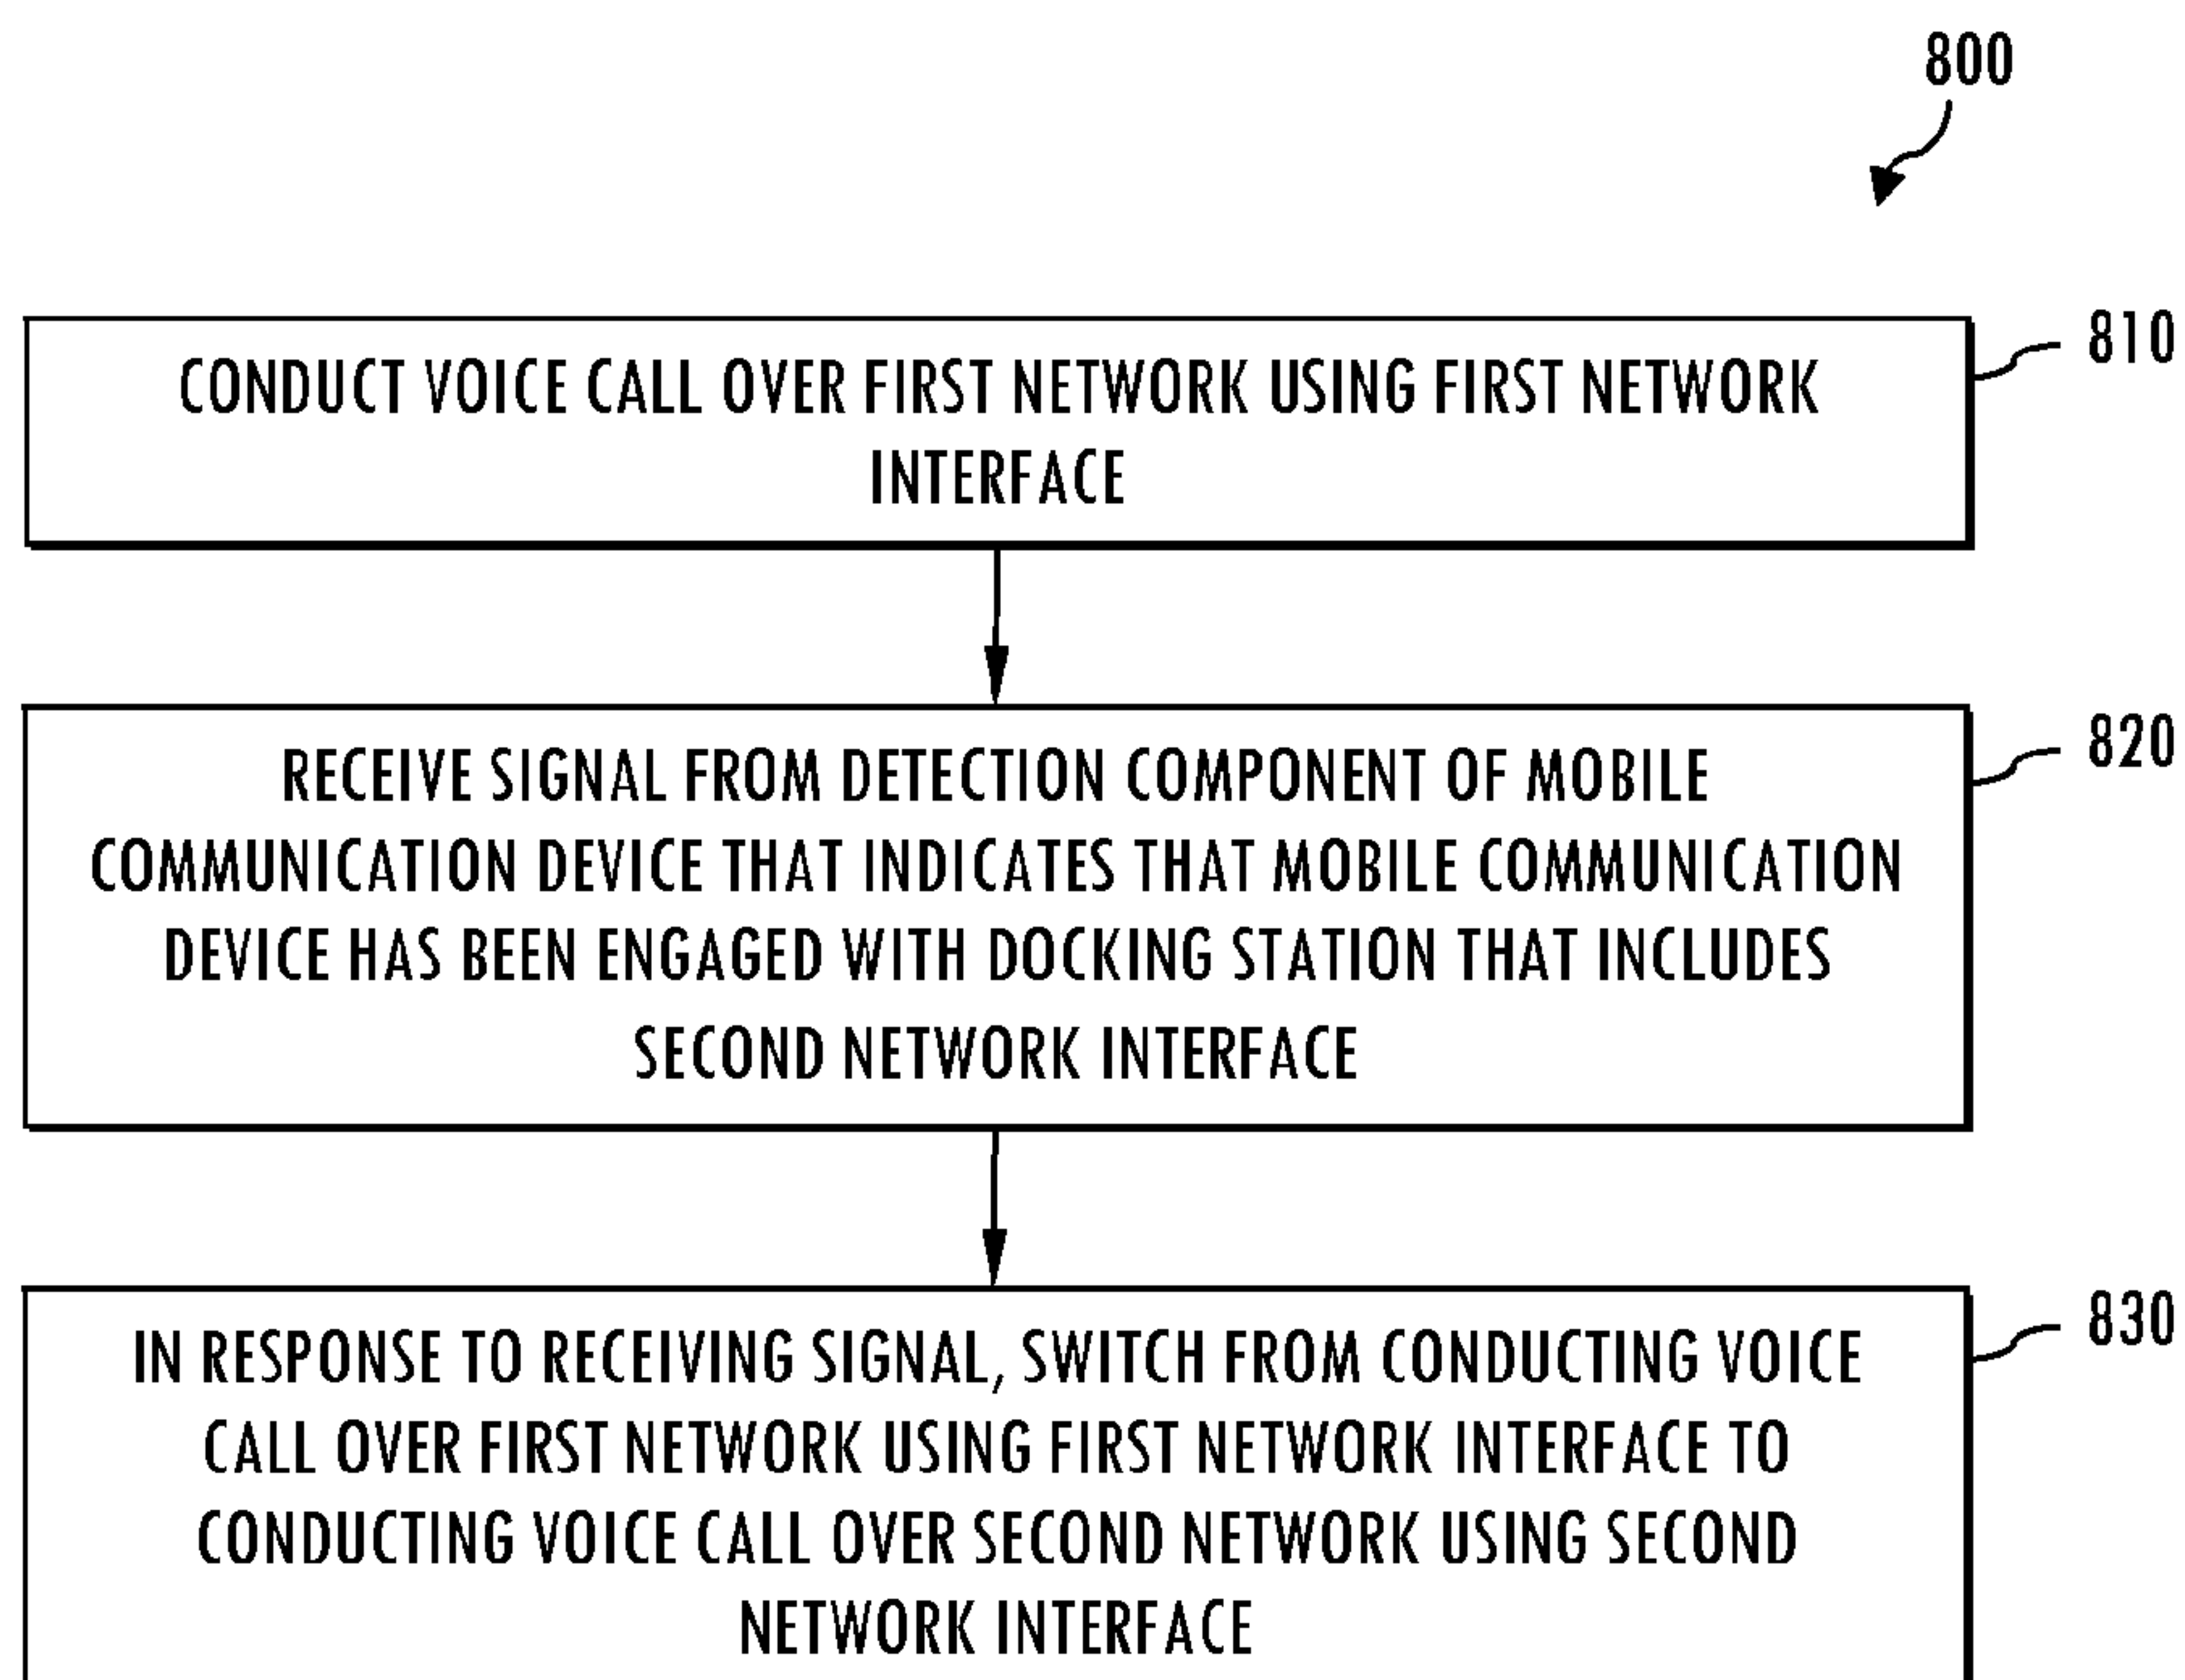 800
810
CONDUCT VOICE CALL OVER FIRST NETWORK USING FIRST NETWORK
INTERFACE
820
RECEIVE SIGNAL FROM DETECTION COMPONENT OF MOBILE
COMMUNICATION DEVICE THAT INDICATES THAT MOBILE COMMUNICATION
DEVICE HAS BEEN ENGAGED WITH DOCKING STATION THAT INCLUDES
SECOND NETWORK INTERFACE
830
IN RESPONSE TO RECEIVING SIGNAL, SWITCH FROM CONDUCTING VOICE
CALL OVER FIRST NETWORK USING FIRST NETWORK INTERFACE TO
CONDUCTING VOICE CALL OVER SECOND NETWORK USING SECOND
NETWORK INTERFACE